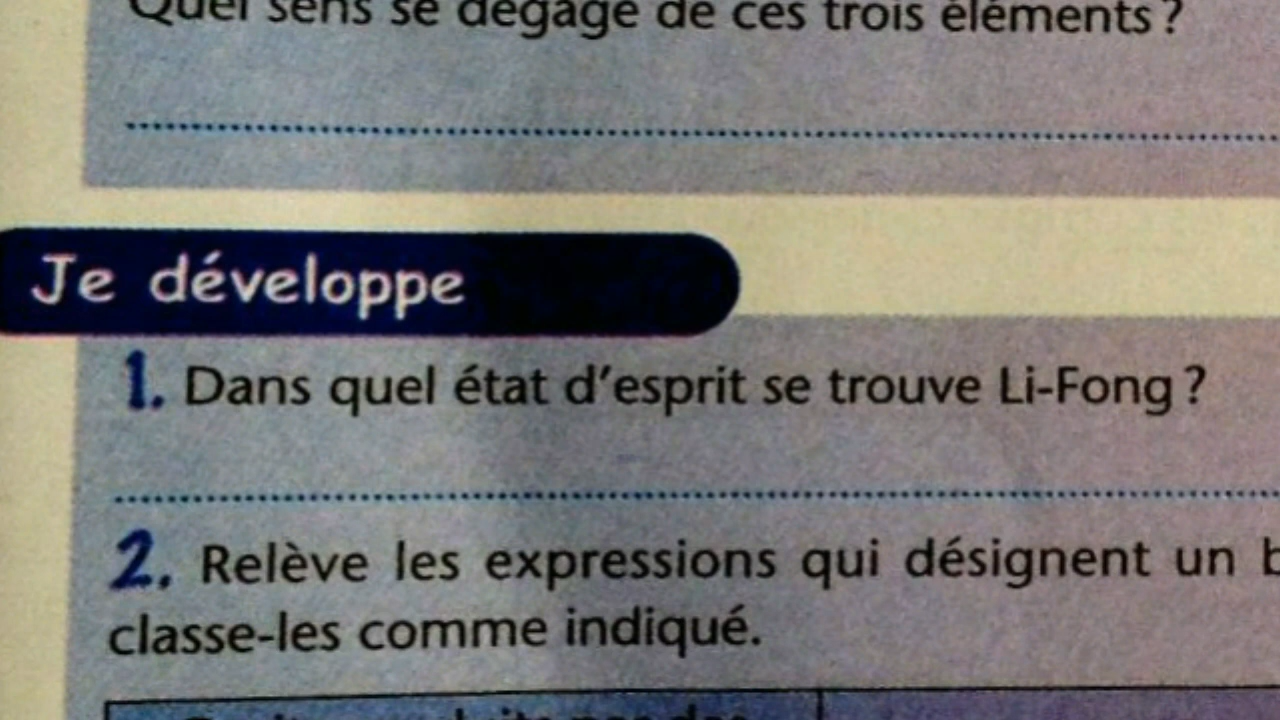 Quel sens se dégage de ces trois éléments ?
Je développe
1. Dans quel état d'esprit se trouve Li-Fong ?
2. Relève les expressions qui désignent un
classe-les comme indiqué.